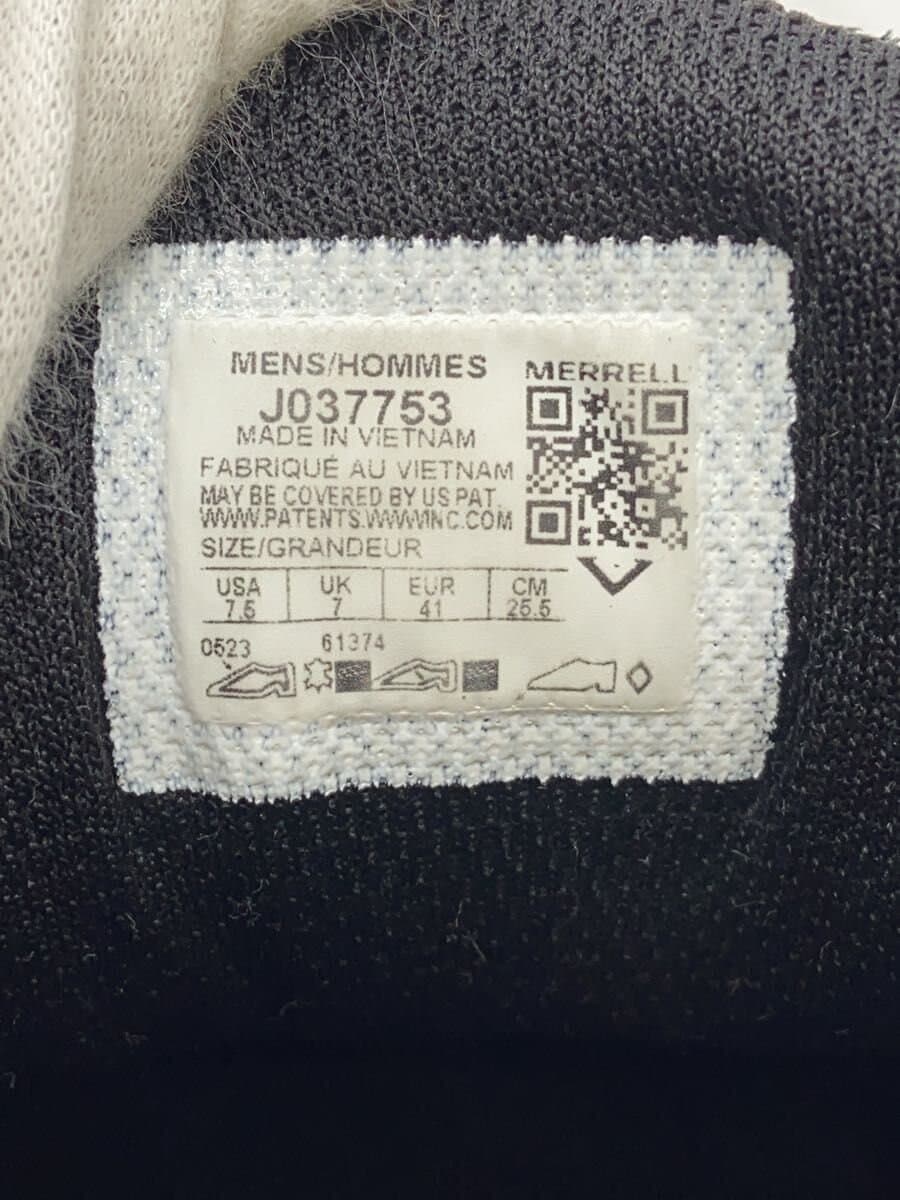 MENS/HOMMES
J037753
MADE IN VIETNAM
FABRIQUÉ AU VIETNAM
MAY BE COVERED BY US PAT.
WWW.PATENTS.WWWINC.COM
SIZE/GRANDEUR
USA UK EUR CM
7.5 7 41 25.5
0523 61374
MERRELL